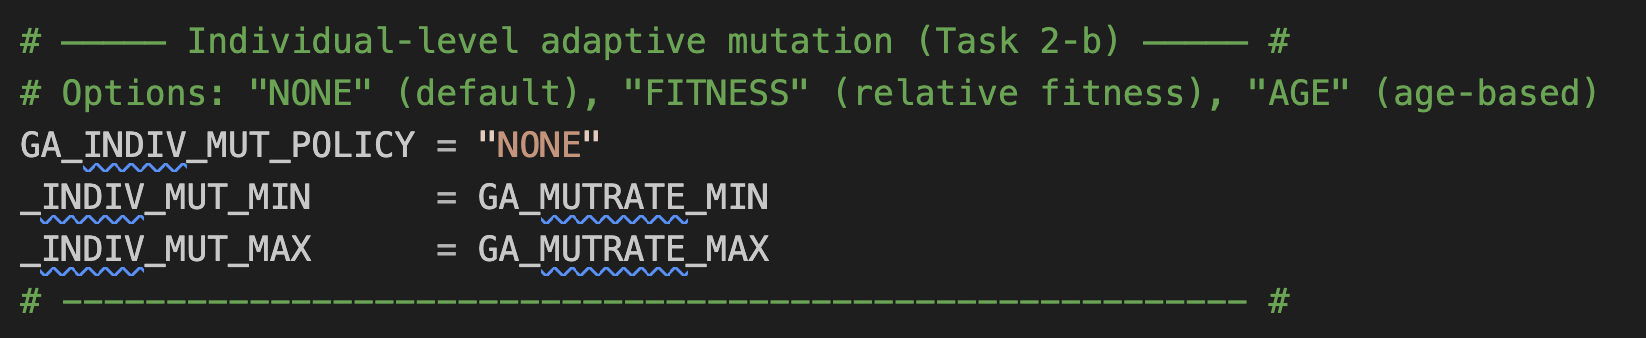 # ───── Individual-level adaptive mutation (Task 2-b) ───── #
# Options: "NONE" (default), "FITNESS" (relative fitness), "AGE" (age-based)
GA_INDIV_MUT_POLICY = "NONE"
_INDIV_MUT_MIN      = GA_MUTRATE_MIN
_INDIV_MUT_MAX      = GA_MUTRATE_MAX
# ───────────────────────────────────────────────────────── #